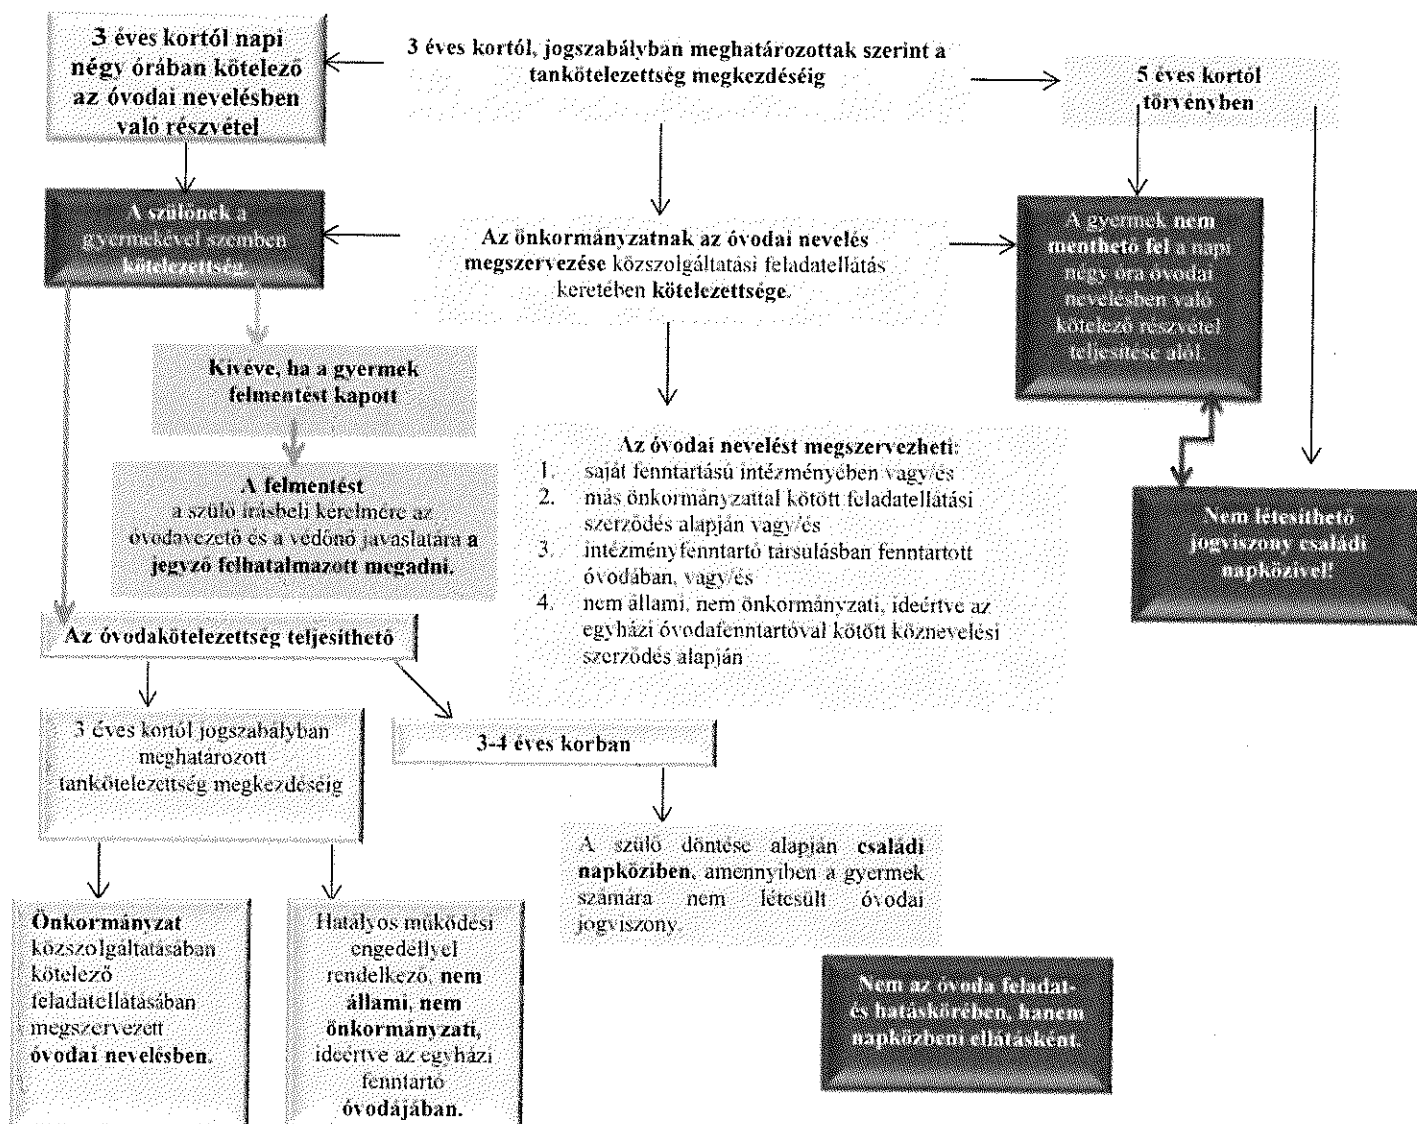 3 éves kortól napi
négy órában kötelező
az óvodai nevelésben
való részvétel
3 éves kortól, jogszabályban meghatározottak szerint a
tankötelezettség megkezdéséig
5 éves kortól
törvényben
A szülőnek a
gyermekével szemben
kötelezettség.
Az önkormányzatnak az óvodai nevelés
megszervezése közszolgáltatási feladatellátás
keretében kötelezettsége.
A gyermek nem
menthető fel a napi
négy óra óvodai
nevelésben való
kötelező részvétel
teljesítése alól.
Kivéve, ha a gyermek
felmentést kapott
A felmentést
a szülő írásbeli kérelmére az
óvodavezető és a védőnő javaslatára a
jegyző felhatalmazott megadni.
Az óvodai nevelést megszervezheti:
1. saját fenntartású intézményében vagy/és
2. más önkormányzattal kötött feladatellátási
szerződés alapján vagy/és
3. intézményfenntartó társulásban fenntartott
óvodában, vagy/és
4. nem állami, nem önkormányzati, ideértve az
egyházi óvodafenntartóval kötött köznevelési
szerződés alapján
Nem létesíthető
jogviszony családi
napközivel!
Az óvodakötelezettség teljesíthető
3 éves kortól jogszabályban
meghatározott
tankötelezettség megkezdéséig
3-4 éves korban
A szülő döntése alapján családi
napköziben, amennyiben a gyermek
számára nem létesült óvodai
jogviszony.
Önkormányzat
közszolgáltatásában
kötelező
feladatellátásában
megszervezett
óvodai nevelésben.
Hatályos működési
engedéllyel
rendelkező, nem
állami, nem
önkormányzati,
ideértve az egyházi
fenntartó
óvodájában.
Nem az óvoda feladat-
és hatáskörében, hanem
napközbeni ellátásként.